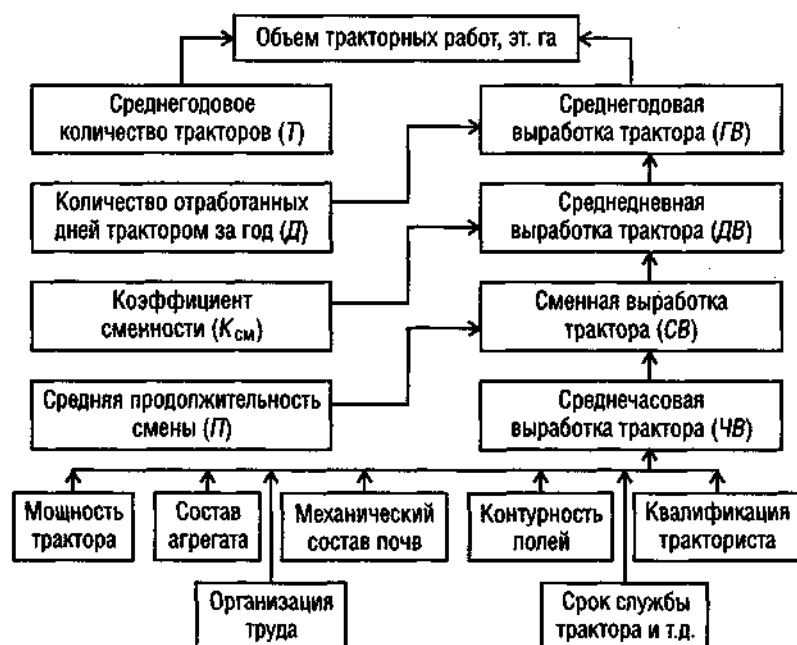 Объем тракторных работ, эт. га
Среднегодовое
количество тракторов (Т)
Среднегодовая
выработка трактора (ГВ)
Количество отработанных
дней трактором за год (Д)
Среднедневная
выработка трактора (ДВ)
Коэффициент
сменности (Kсм)
Сменная выработка
трактора (СВ)
Средняя продолжительность
смены (П)
Среднечасовая
выработка трактора (ЧВ)
Мощность
трактора
Состав
агрегата
Механический
состав почв
Контурность
полей
Квалификация
тракториста
Организация
труда
Срок службы
трактора и т.д.